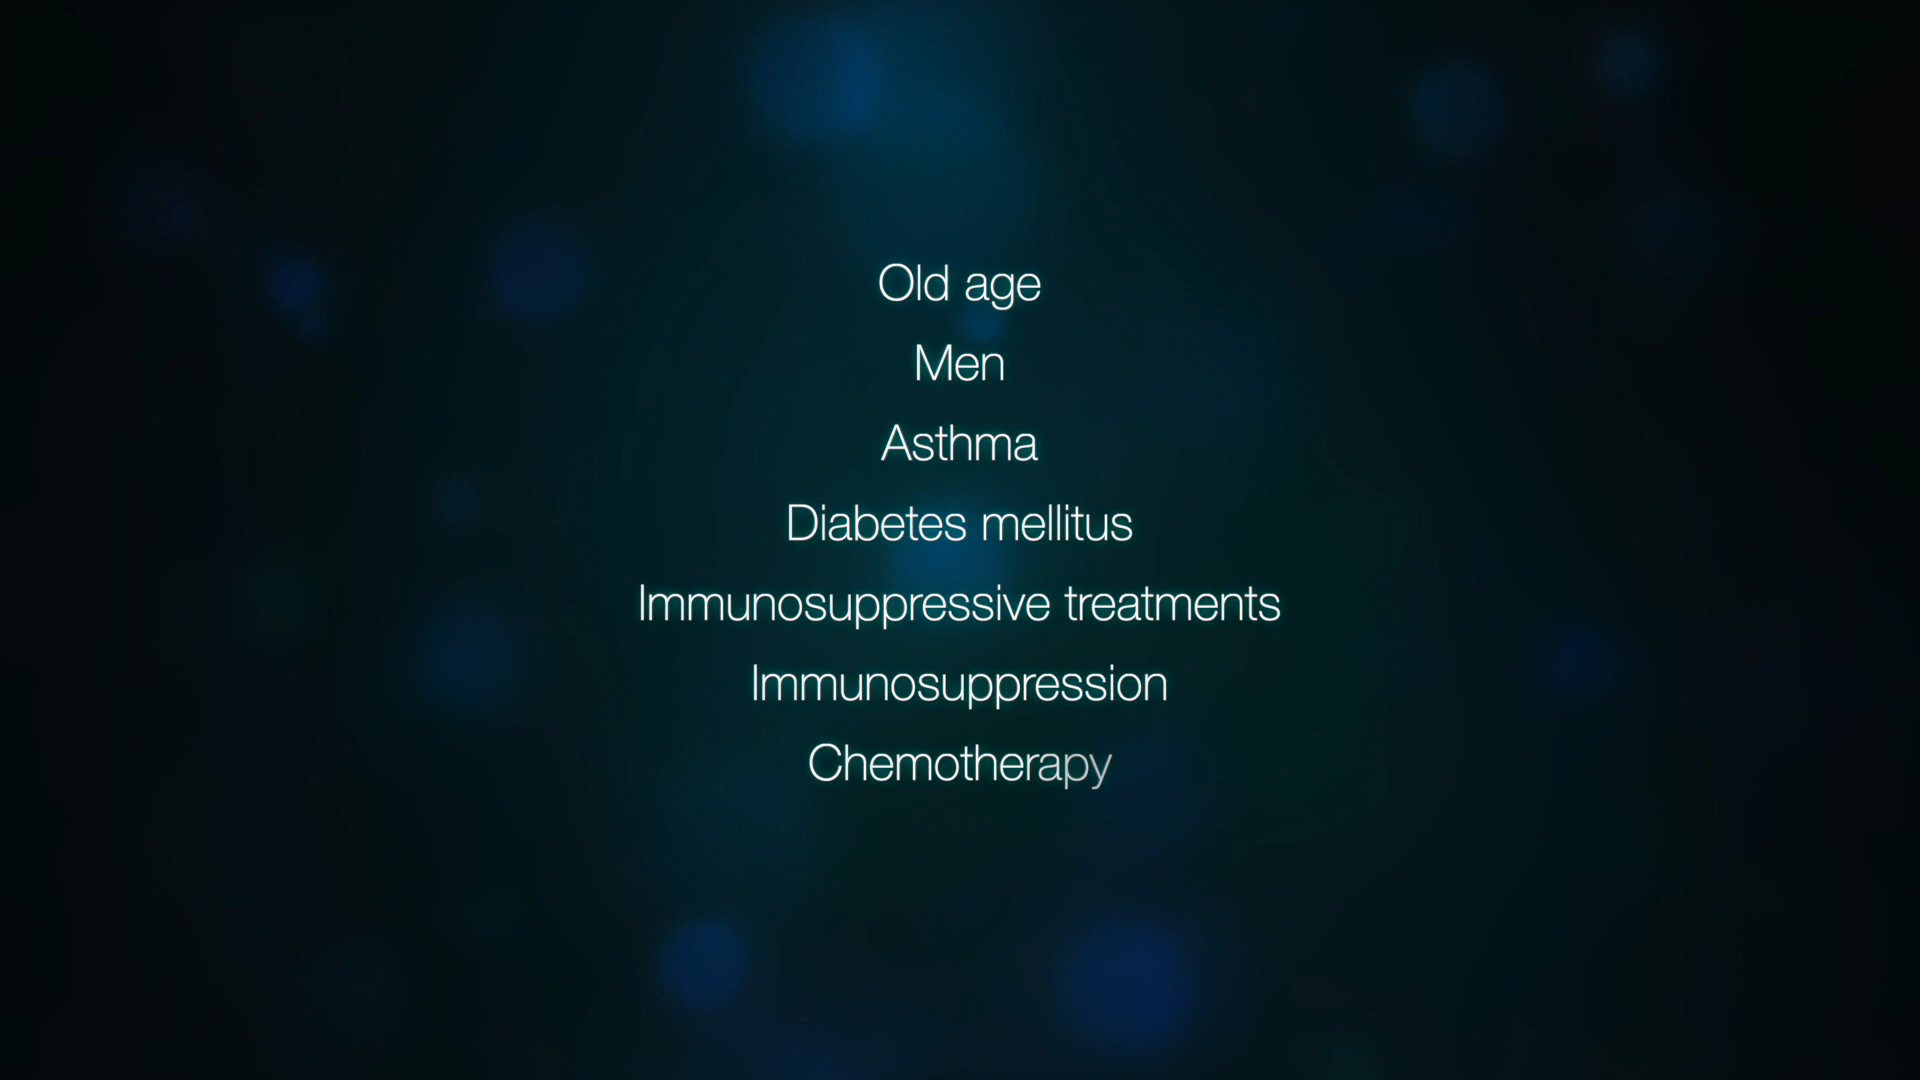 Old age
Men
Asthma
Diabetes mellitus
Immunosuppressive treatments
Immunosuppression
Chemotherapy